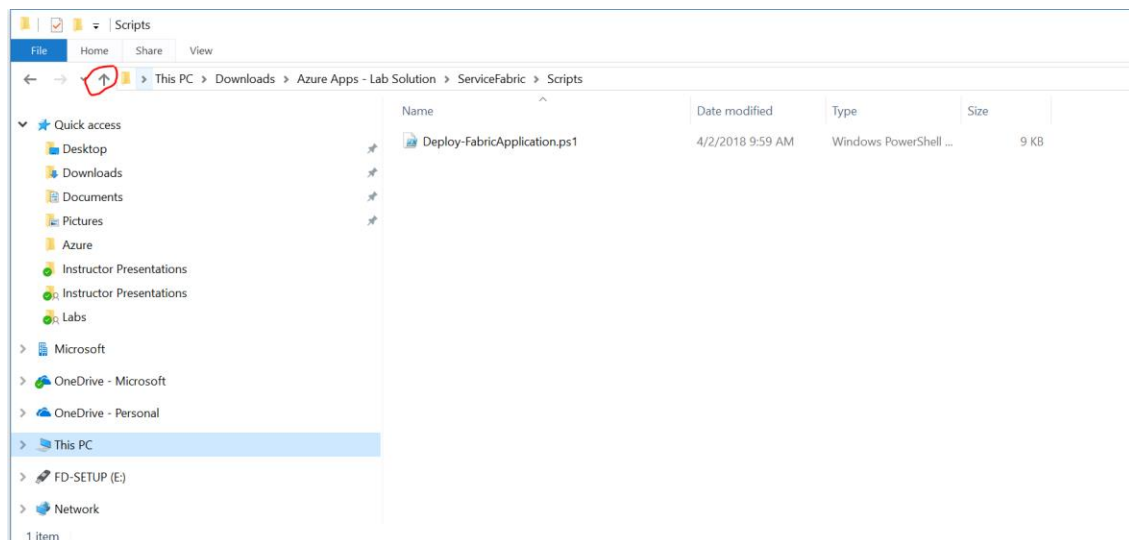 Scripts
File Home Share View
This PC > Downloads > Azure Apps - Lab Solution > ServiceFabric > Scripts
Name Date modified Type Size
Quick access
Deploy-FabricApplication.ps1 4/2/2018 9:59 AM Windows PowerShell ... 9 KB
Desktop
Downloads
Documents
Pictures
Azure
Instructor Presentations
Instructor Presentations
Labs
Microsoft
OneDrive - Microsoft
OneDrive - Personal
This PC
FD-SETUP (E:)
Network
1 item